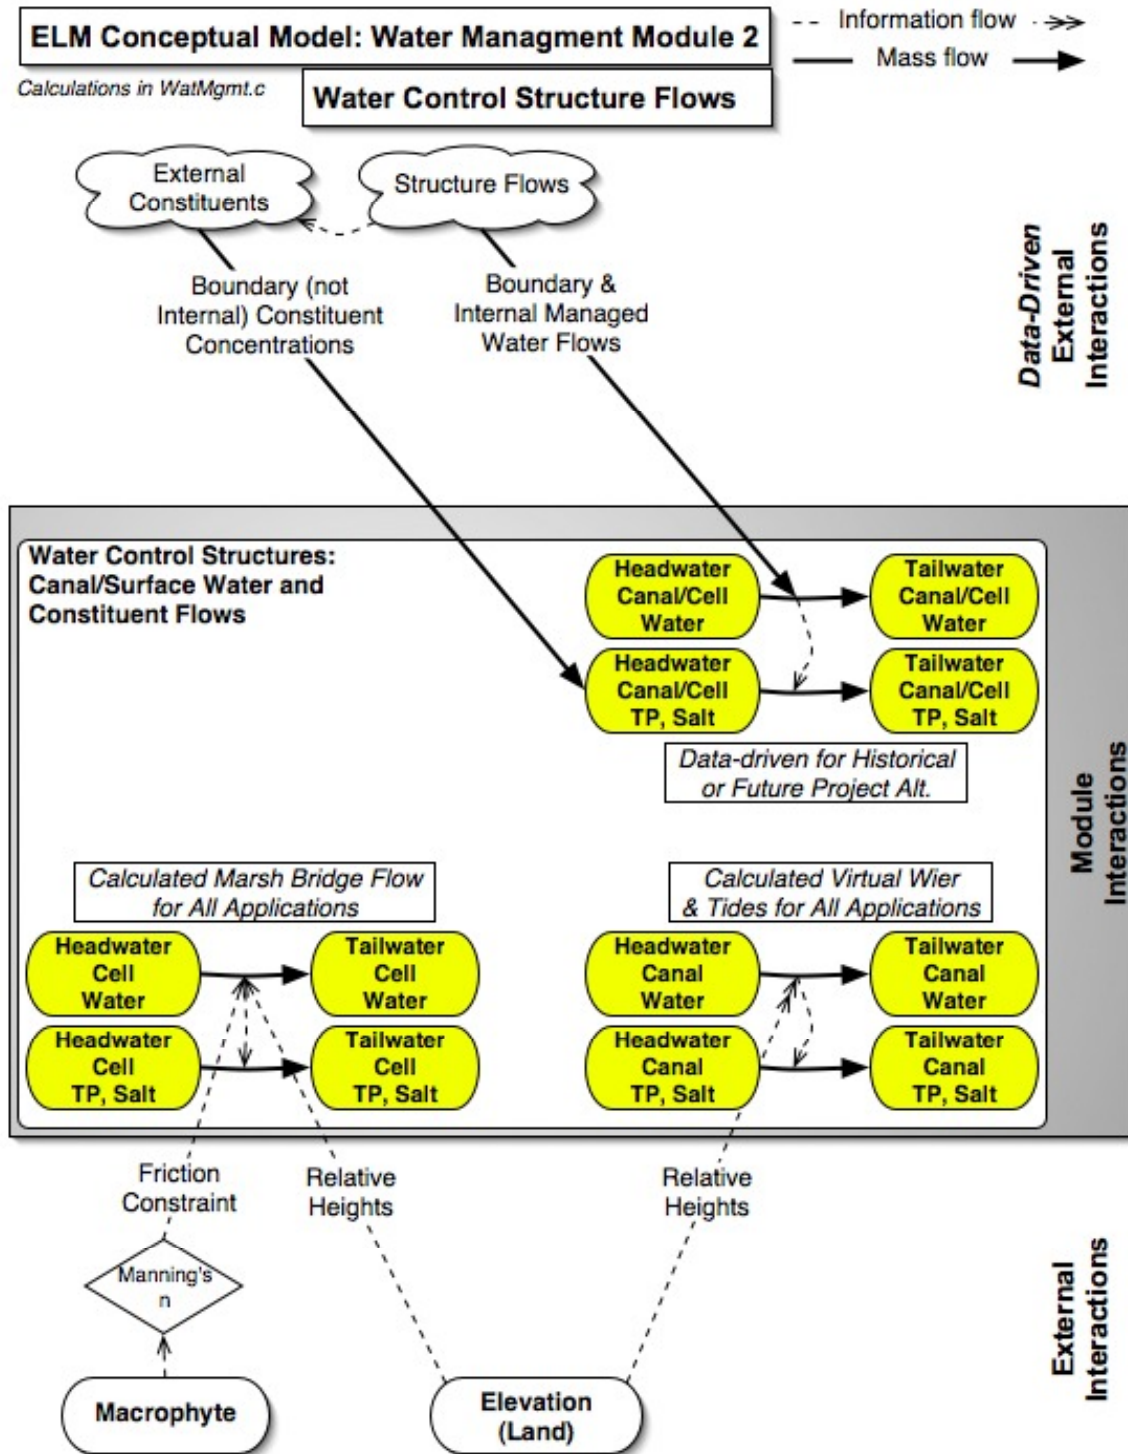 ELM Conceptual Model: Water Managment Module 2
Information flow
Mass flow
Calculations in WatMgmt.c
Water Control Structure Flows
External
Constituents
Structure Flows
Boundary (not
Internal) Constituent
Concentrations
Boundary &
Internal Managed
Water Flows
Data-Driven
External
Interactions
Water Control Structures:
Canal/Surface Water and
Constituent Flows
Headwater
Canal/Cell
Water
Tailwater
Canal/Cell
Water
Headwater
Canal/Cell
TP, Salt
Tailwater
Canal/Cell
TP, Salt
Data-driven for Historical
or Future Project Alt.
Module
Interactions
Calculated Marsh Bridge Flow
for All Applications
Headwater
Cell
Water
Tailwater
Cell
Water
Headwater
Cell
TP, Salt
Tailwater
Cell
TP, Salt
Calculated Virtual Wier
& Tides for All Applications
Headwater
Canal
Water
Tailwater
Canal
Water
Headwater
Canal
TP, Salt
Tailwater
Canal
TP, Salt
Friction
Constraint
Relative
Heights
Relative
Heights
Manning's
n
Macrophyte
Elevation
(Land)
External
Interactions